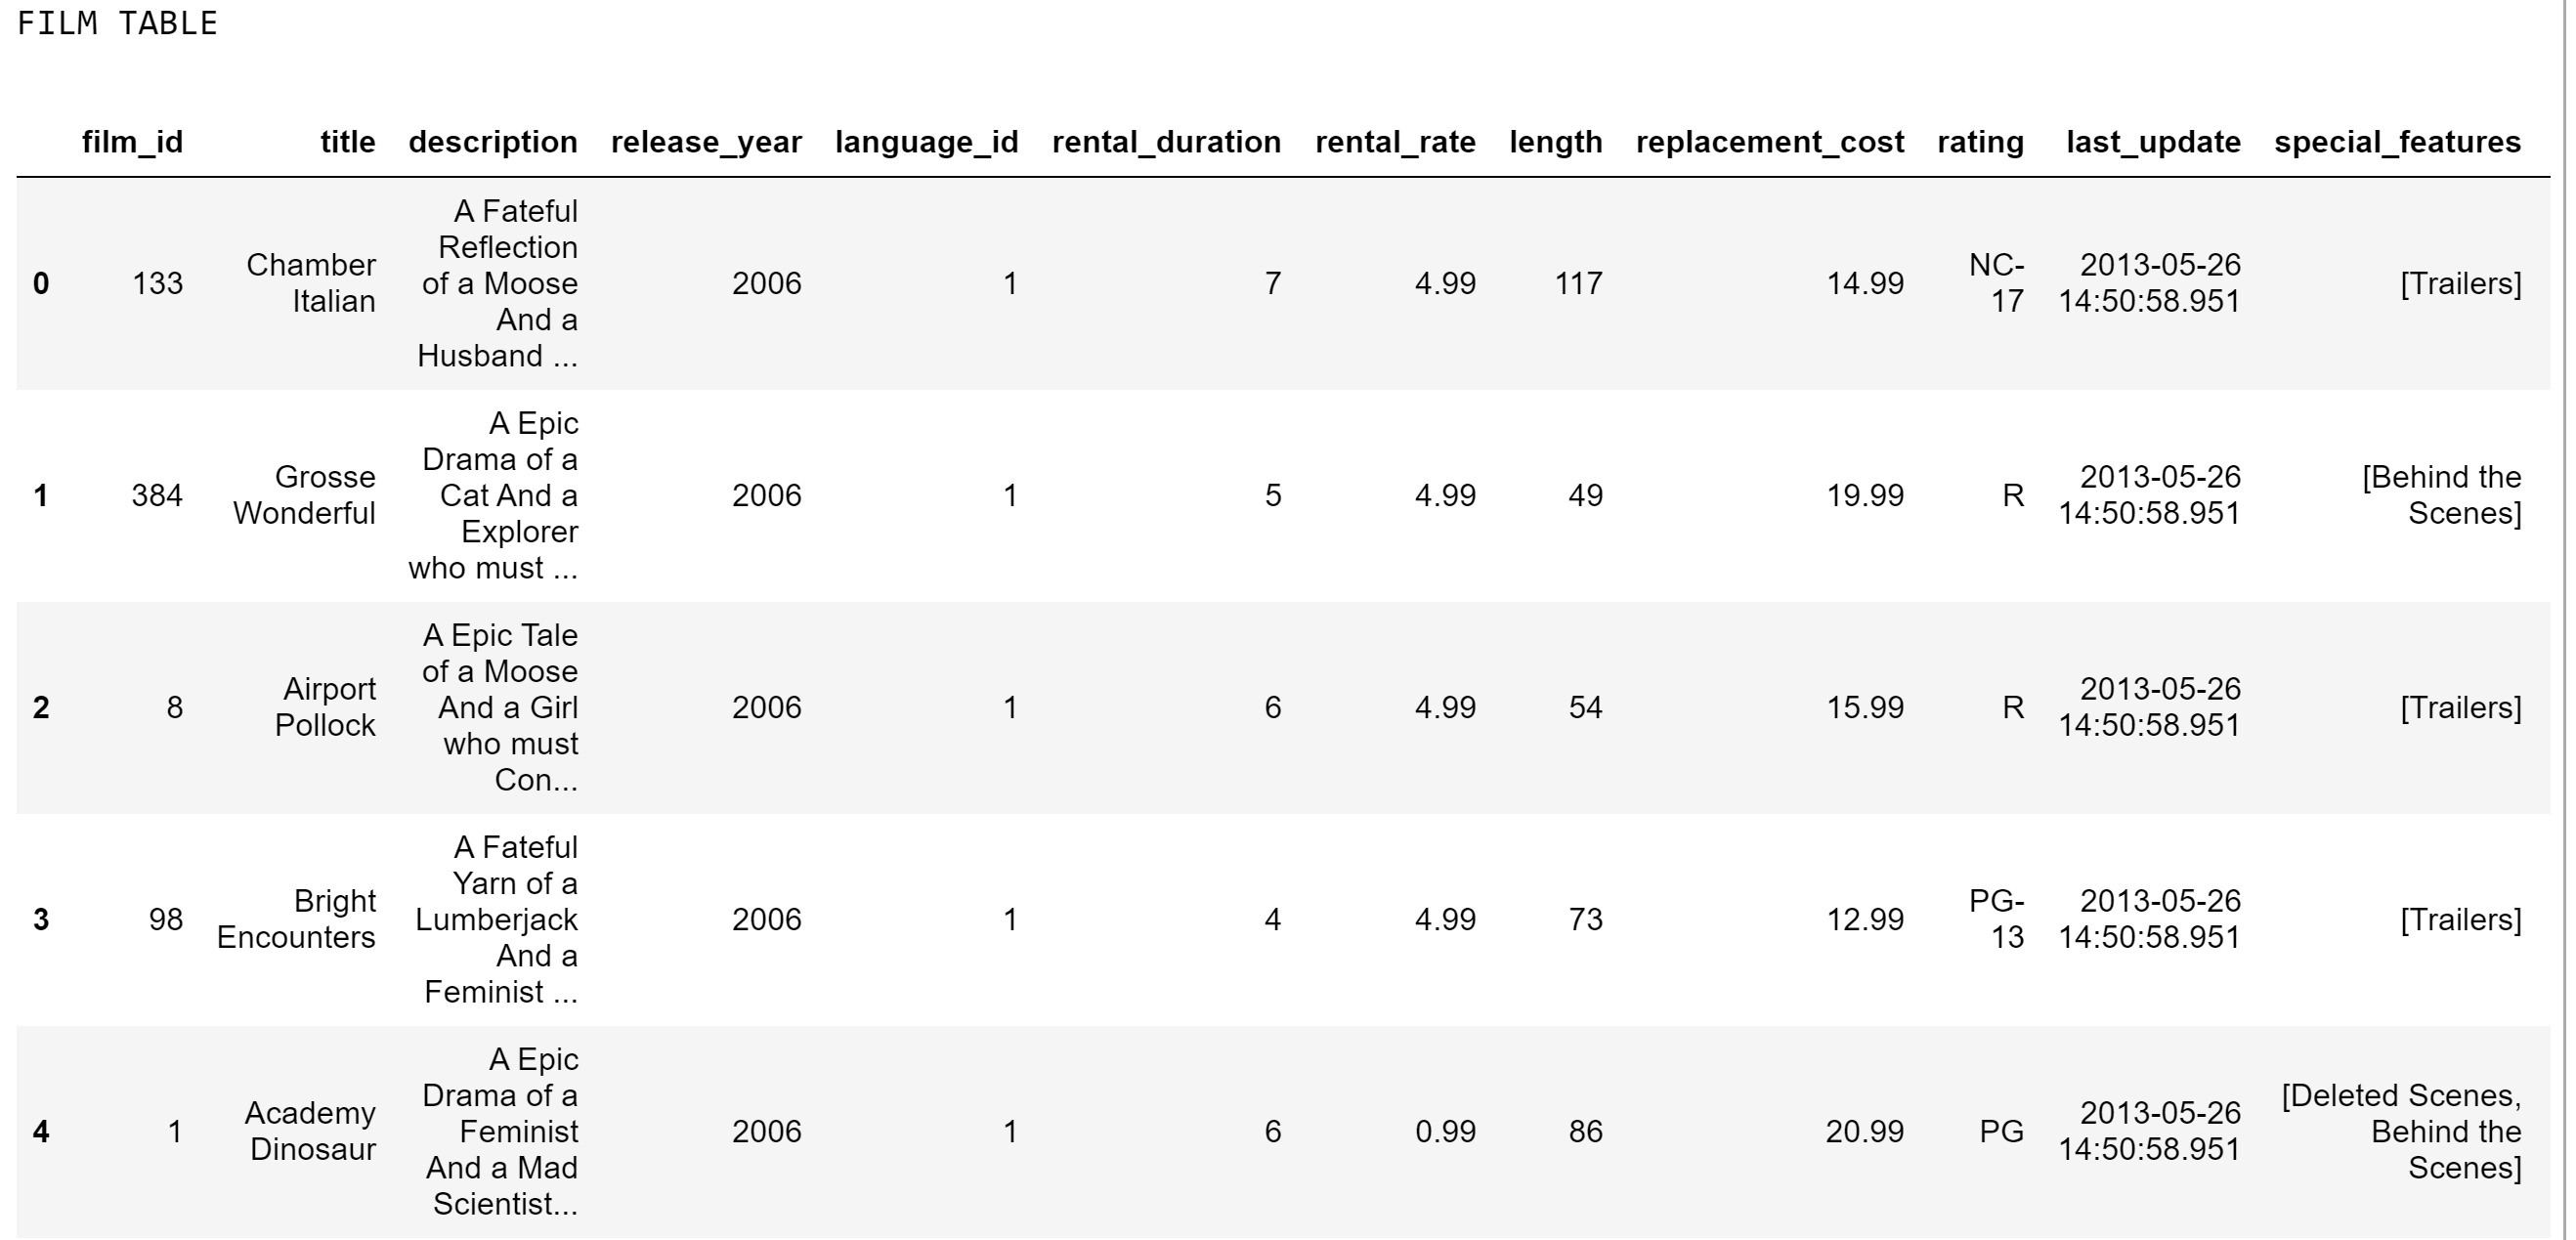 FILM TABLE
film_id title description release_year language_id rental_duration rental_rate length replacement_cost rating last_update special_features
0 133 Chamber Italian A Fateful Reflection of a Moose And a Husband ... 2006 1 7 4.99 117 14.99 NC-17 2013-05-26 14:50:58.951 [Trailers]
1 384 Grosse Wonderful A Epic Drama of a Cat And a Explorer who must ... 2006 1 5 4.99 49 19.99 R 2013-05-26 14:50:58.951 [Behind the Scenes]
2 8 Airport Pollock A Epic Tale of a Moose And a Girl who must Con... 2006 1 6 4.99 54 15.99 R 2013-05-26 14:50:58.951 [Trailers]
3 98 Bright Encounters A Fateful Yarn of a Lumberjack And a Feminist ... 2006 1 4 4.99 73 12.99 PG-13 2013-05-26 14:50:58.951 [Trailers]
4 1 Academy Dinosaur A Epic Drama of a Feminist And a Mad Scientist... 2006 1 6 0.99 86 20.99 PG 2013-05-26 14:50:58.951 [Deleted Scenes, Behind the Scenes]